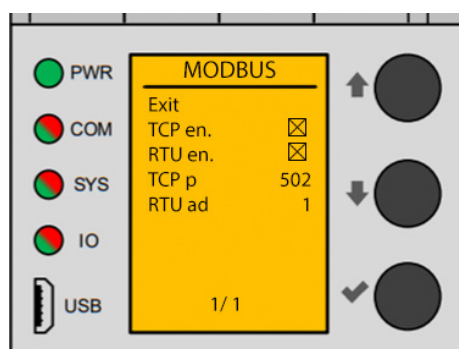 PWR
COM
SYS
IO
USB
MODBUS
Exit
TCP en.
RTU en.
TCP p 502
RTU ad 1
1/ 1